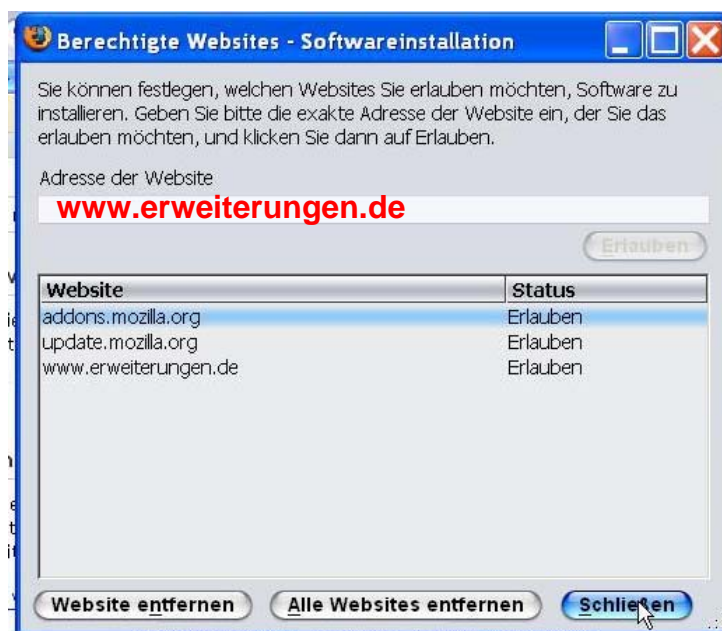 Berechtigte Websites - Softwareinstallation
Sie können festlegen, welchen Websites Sie erlauben möchten, Software zu
installieren. Geben Sie bitte die exakte Adresse der Website ein, der Sie das
erlauben möchten, und klicken Sie dann auf Erlauben.
Adresse der Website
www.erweiterungen.de
Erlauben
Website Status
addons.mozilla.org Erlauben
update.mozilla.org Erlauben
www.erweiterungen.de Erlauben
Website entfernen Alle Websites entfernen Schließen